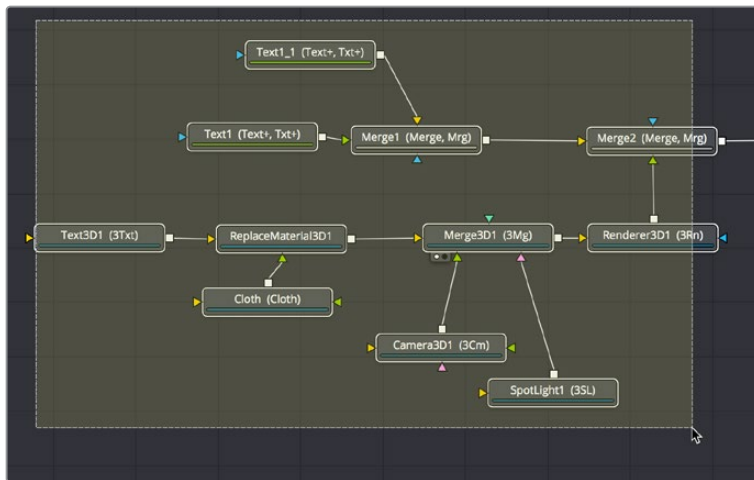 Text1_1 (Text+, Txt+)
Text1 (Text+, Txt+)
Merge1 (Merge, Mrg)
Merge2 (Merge, Mrg)
Text3D1 (3Txt)
ReplaceMaterial3D1
Merge3D1 (3Mg)
Renderer3D1 (3Rn)
Cloth (Cloth)
Camera3D1 (3Cm)
SpotLight1 (3SL)